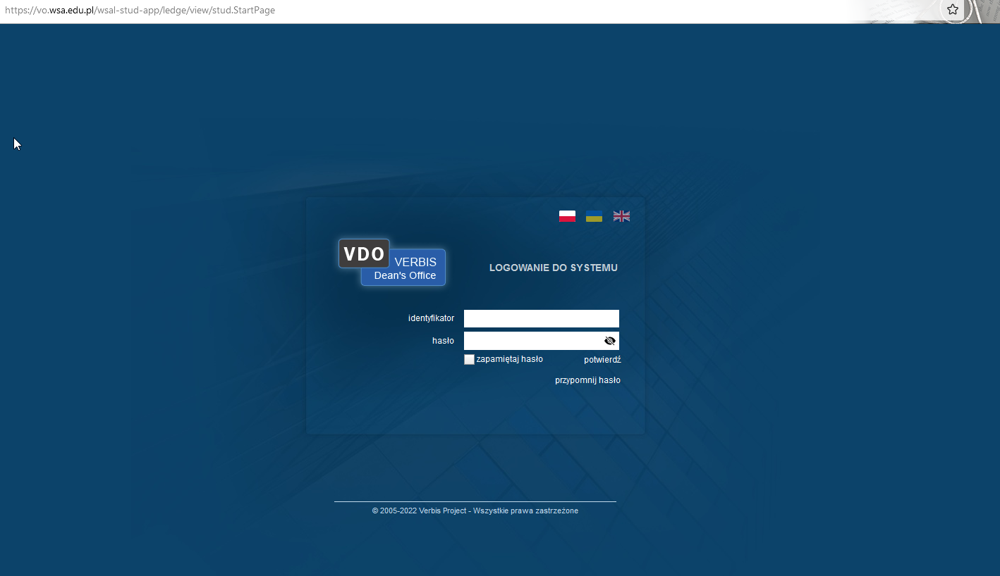 https://vo.wsa.edu.pl/wsal-stud-app/ledge/view/stud.StartPage
VDO
VERBIS
Dean's Office
LOGOWANIE DO SYSTEMU
identyfikator
hasło
zapamiętaj hasło
potwierdź
przypomnij hasło
© 2005-2022 Verbis Project - Wszystkie prawa zastrzeżone